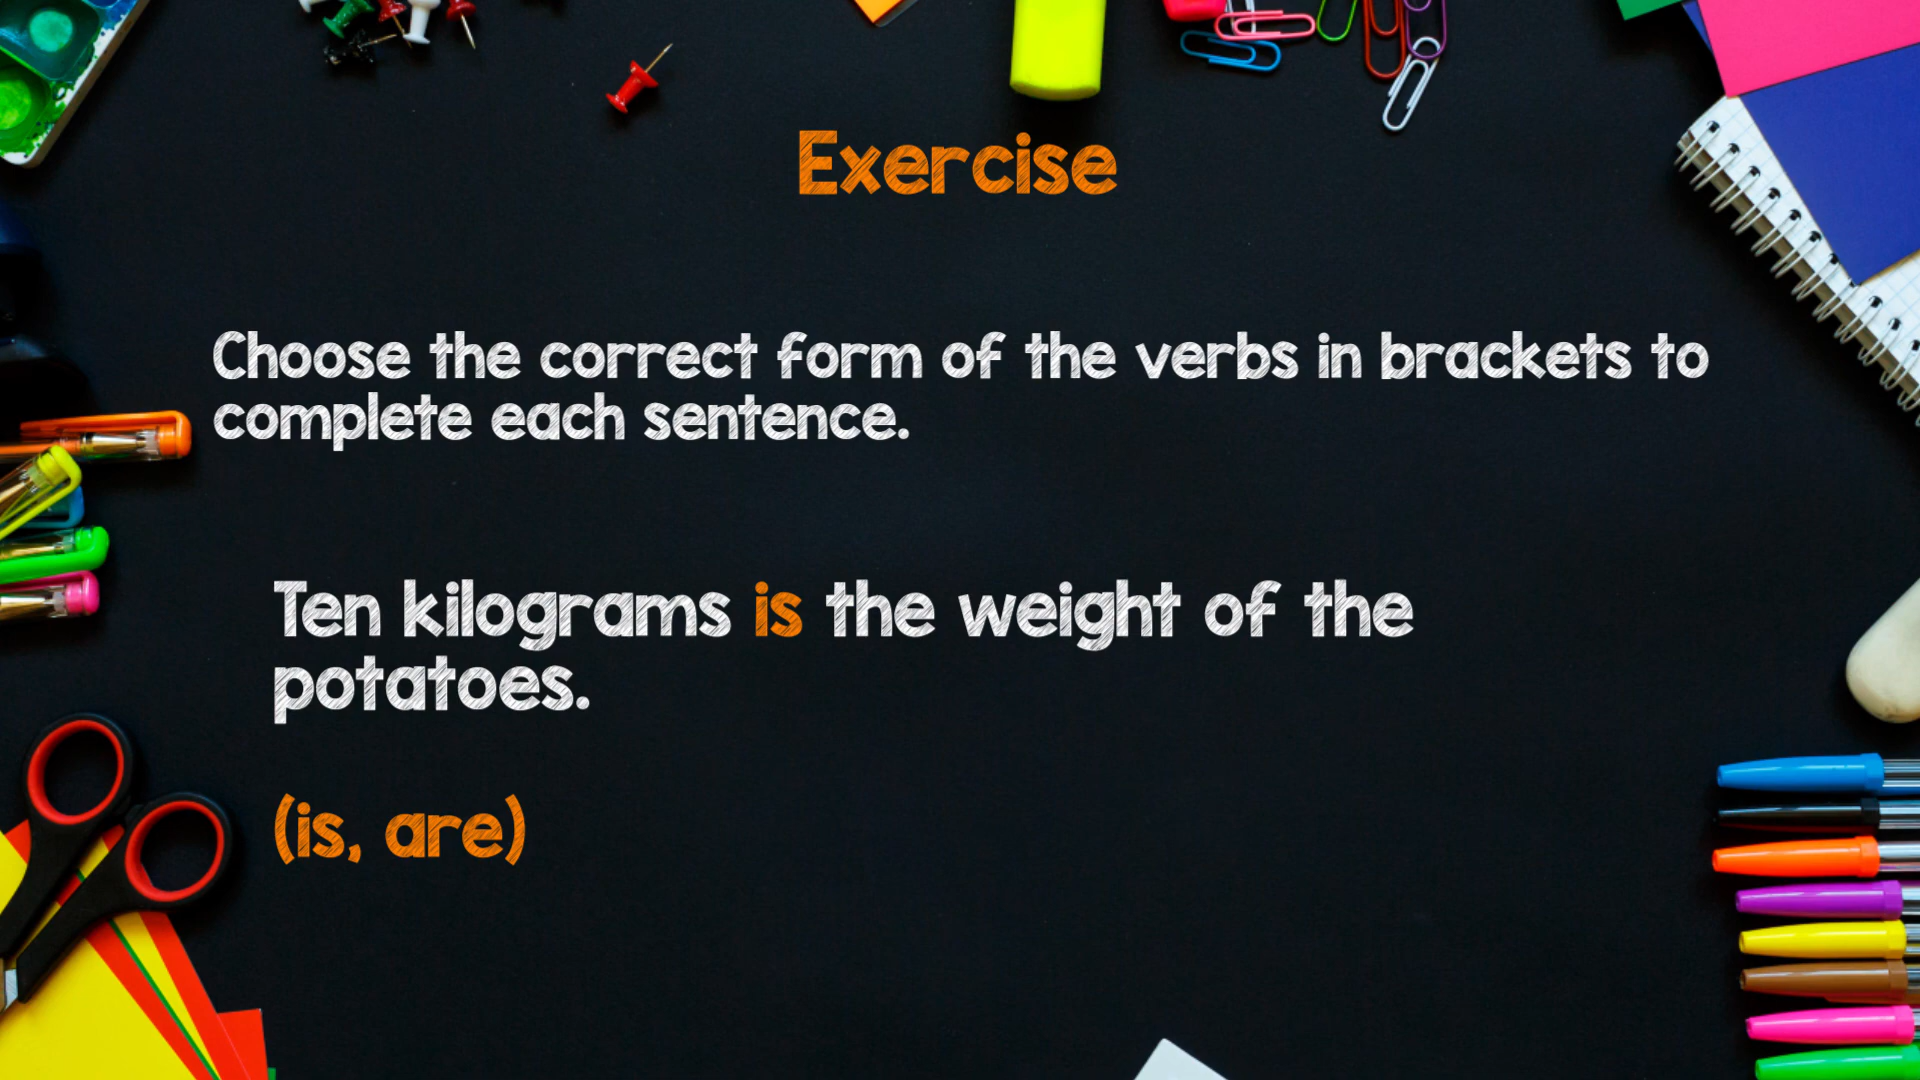 Exercise
Choose the correct form of the verbs in brackets to
complete each sentence.
Ten kilograms is the weight of the
potatoes.
(is, are)